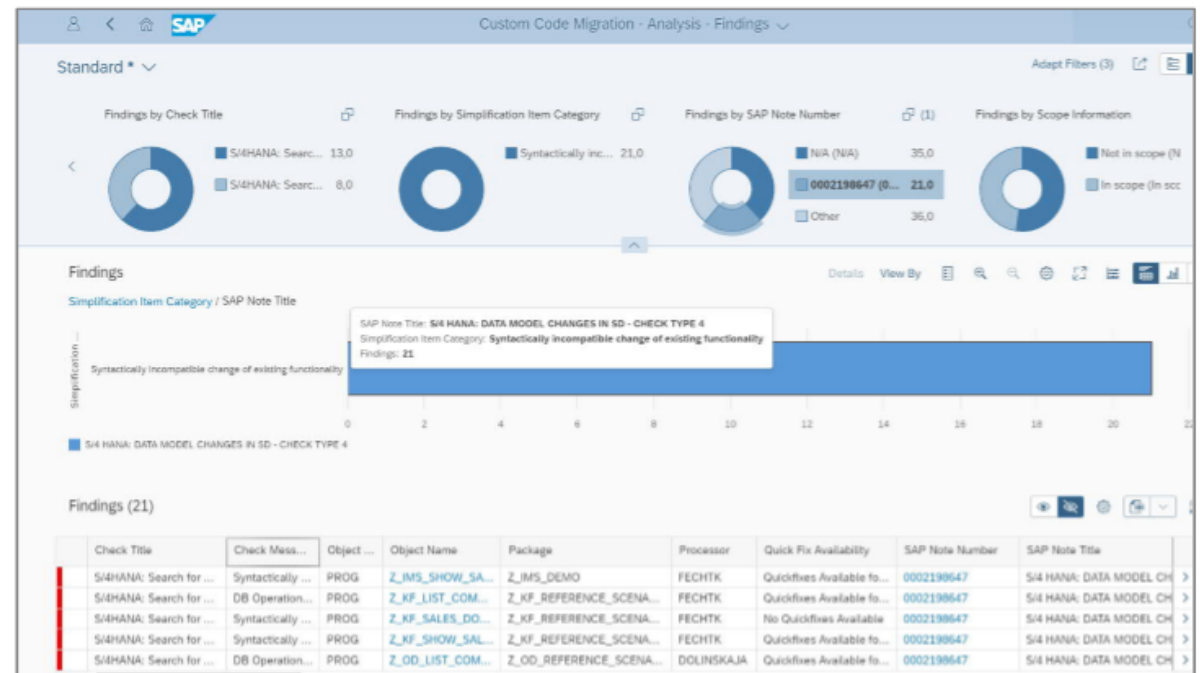 SAP
Custom Code Migration - Analysis - Findings
Standard *
Adapt Filters (3)
Findings by Check Title
S/4HANA: Searc... 13,0
S/4HANA: Searc... 8,0
Findings by Simplification Item Category
Syntactically inc... 21,0
Findings by SAP Note Number (1)
N/A (N/A) 35,0
0002198647 (0... 21,0
Other 36,0
Findings by Scope Information
Not in scope (N
In scope (In scc
Findings
Details View By
Simplification Item Category / SAP Note Title
SAP Note Title: S/4 HANA: DATA MODEL CHANGES IN SD - CHECK TYPE 4
Simplification Item Category: Syntactically incompatible change of existing functionality
Findings: 21
Simplification ...
Syntactically incompatible change of existing functionality
0 2 4 6 8 10 12 14 16 18 20 22
S/4 HANA: DATA MODEL CHANGES IN SD - CHECK TYPE 4
Findings (21)
Check Title Check Mess... Object ... Object Name Package Processor Quick Fix Availability SAP Note Number SAP Note Title
S/4HANA: Search for ... Syntactically ... PROG Z_IMS_SHOW_SA... Z_IMS_DEMO FECHTK Quickfixes Available fo... 0002198647 S/4 HANA: DATA MODEL CH
S/4HANA: Search for ... DB Operation... PROG Z_KF_LIST_COM... Z_KF_REFERENCE_SCENA... FECHTK Quickfixes Available fo... 0002198647 S/4 HANA: DATA MODEL CH
S/4HANA: Search for ... Syntactically ... PROG Z_KF_SALES_DO... Z_KF_REFERENCE_SCENA... FECHTK No Quickfixes Available 0002198647 S/4 HANA: DATA MODEL CH
S/4HANA: Search for ... Syntactically ... PROG Z_KF_SHOW_SAL... Z_KF_REFERENCE_SCENA... FECHTK Quickfixes Available fo... 0002198647 S/4 HANA: DATA MODEL CH
S/4HANA: Search for ... DB Operation... PROG Z_OD_LIST_COM... Z_OD_REFERENCE_SCENA... DOLINSKAJA Quickfixes Available fo... 0002198647 S/4 HANA: DATA MODEL CH